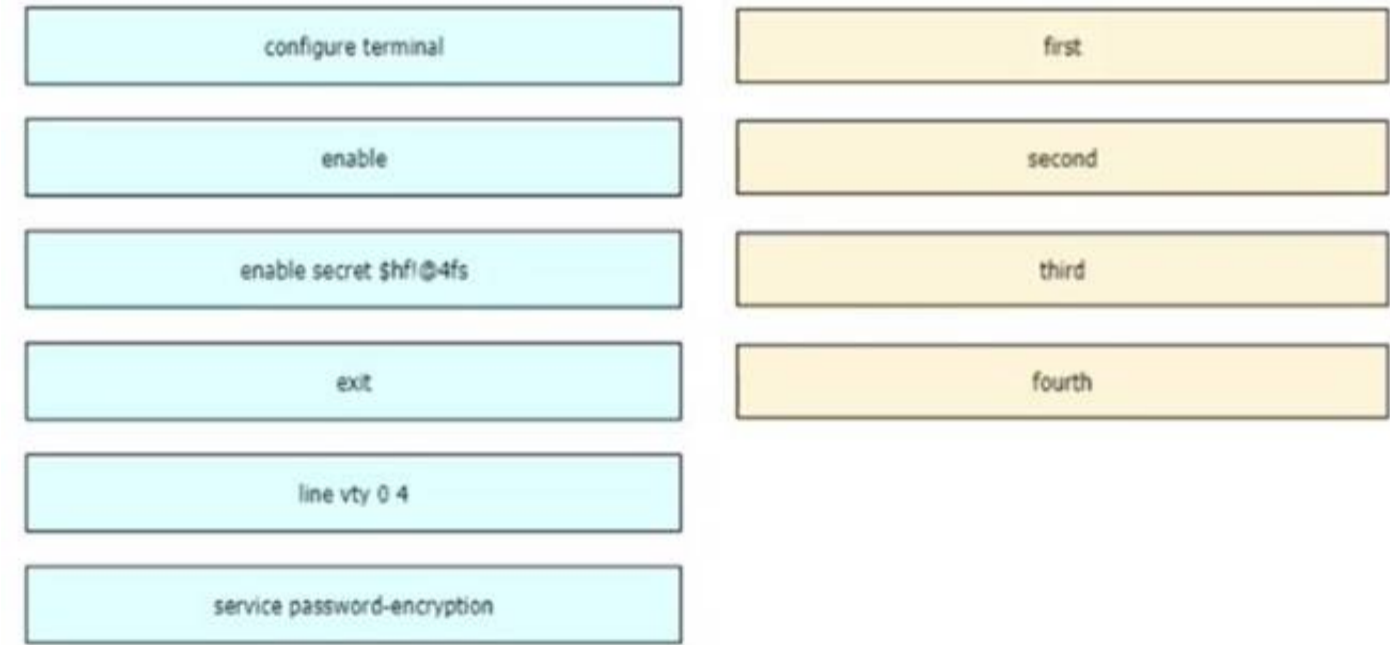 configure terminal
enable
enable secret $hf!@4fs
exit
line vty 0 4
service password-encryption
first
second
third
fourth